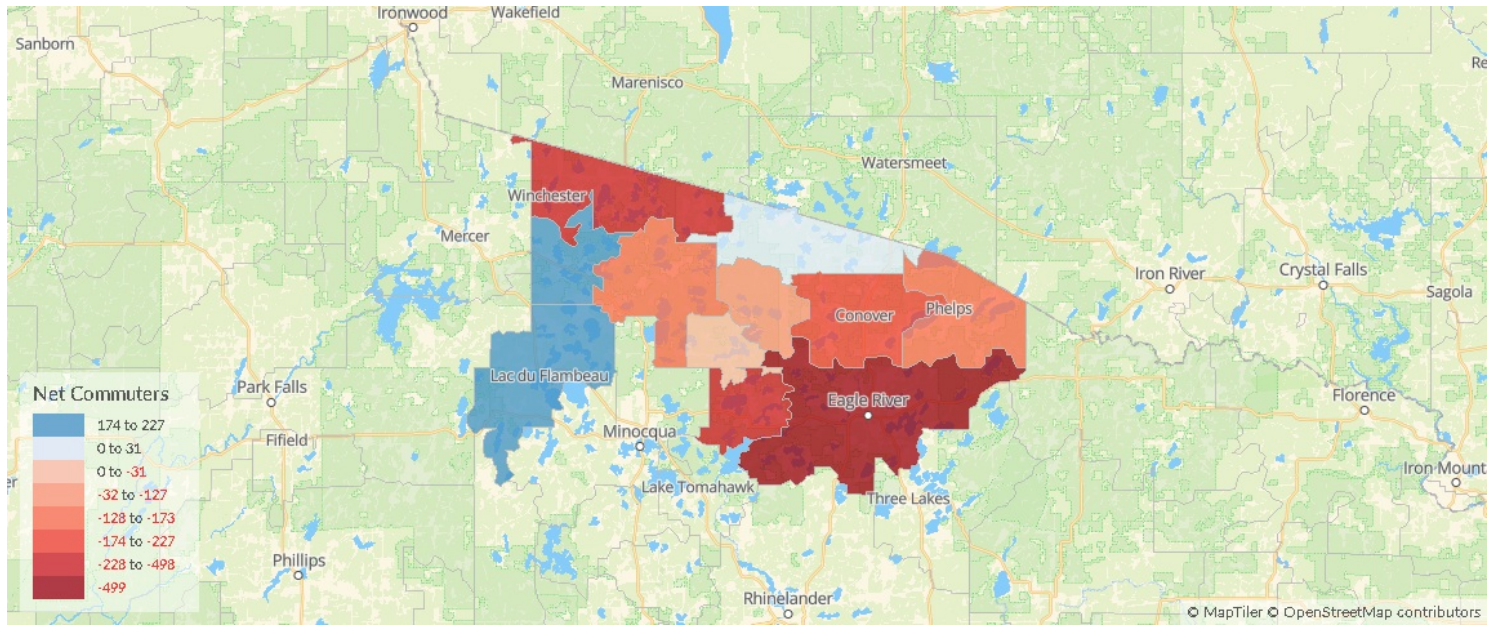 Ironwood
Wakefield
Sanborn
Marenisco
Watersmeet
Winchester
Mercer
Iron River
Crystal Falls
Sagola
Conover
Phelps
Net Commuters
174 to 227
0 to 31
0 to -31
-32 to -127
-128 to -173
-174 to -227
-228 to -498
-499
Park Falls
Lac du Flambeau
Eagle River
Florence
Fifield
Minocqua
Iron Mount
Lake Tomahawk
Three Lakes
Phillips
Rhinelander
© MapTiler © OpenStreetMap contributors